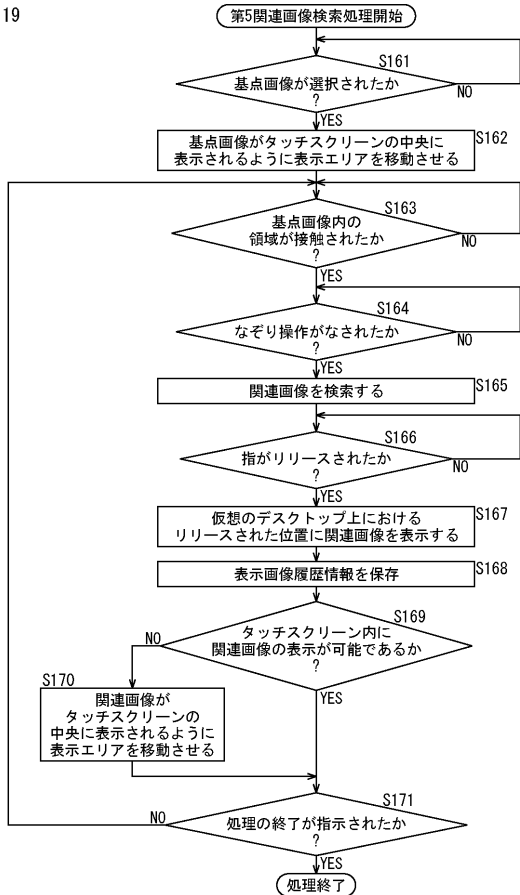 19
第5関連画像検索処理開始
S161
基点画像が選択されたか
?
NO
YES
S162
基点画像がタッチスクリーンの中央に
表示されるように表示エリアを移動させる
S163
基点画像内の
領域が接触されたか
?
NO
YES
S164
なぞり操作がなされたか
?
NO
YES
関連画像を検索する
S165
S166
指がリリースされたか
?
NO
YES
仮想のデスクトップ上における
リリースされた位置に関連画像を表示する
S167
表示画像履歴情報を保存
S168
S169
タッチスクリーン内に
関連画像の表示が可能であるか
?
NO
YES
S170
関連画像が
タッチスクリーンの
中央に表示されるように
表示エリアを移動させる
S171
処理の終了が指示されたか
?
NO
YES
処理終了